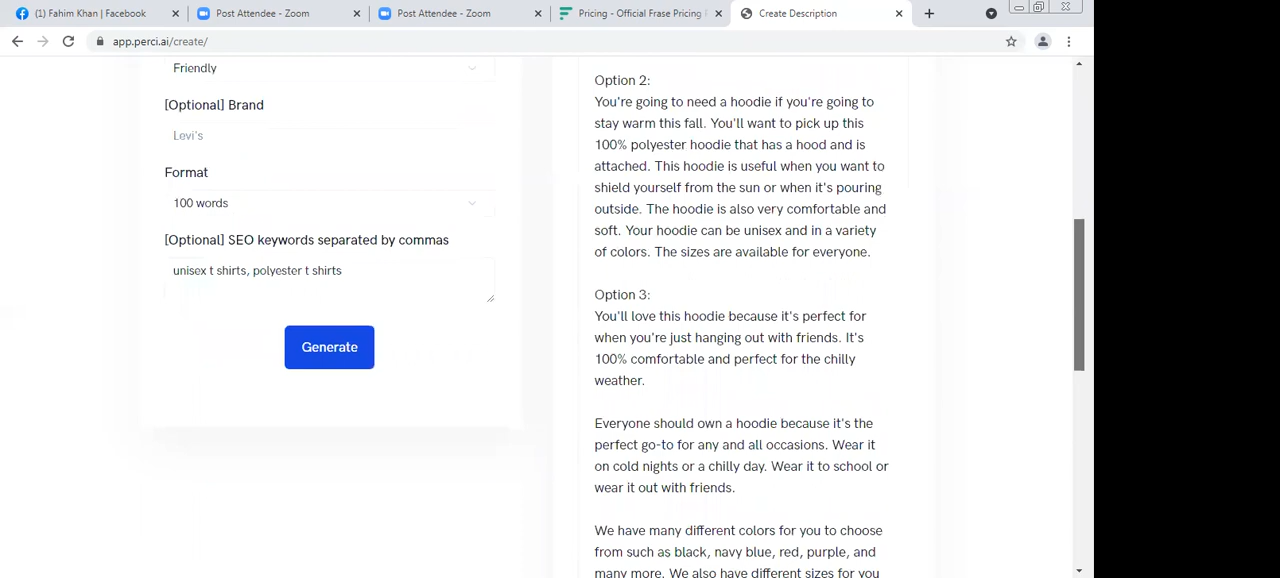 (1) Fahim Khan | Facebook
Post Attendee - Zoom
Post Attendee - Zoom
Pricing - Official Frase Pricing
Create Description
app.perci.ai/create/
Friendly
[Optional] Brand
Levi's
Format
100 words
[Optional] SEO keywords separated by commas
unisex t shirts, polyester t shirts
Generate
Option 2:
You're going to need a hoodie if you're going to
stay warm this fall. You'll want to pick up this
100% polyester hoodie that has a hood and is
attached. This hoodie is useful when you want to
shield yourself from the sun or when it's pouring
outside. The hoodie is also very comfortable and
soft. Your hoodie can be unisex and in a variety
of colors. The sizes are available for everyone.
Option 3:
You'll love this hoodie because it's perfect for
when you're just hanging out with friends. It's
100% comfortable and perfect for the chilly
weather.
Everyone should own a hoodie because it's the
perfect go-to for any and all occasions. Wear it
on cold nights or a chilly day. Wear it to school or
wear it out with friends.
We have many different colors for you to choose
from such as black, navy blue, red, purple, and
many more. We also have different sizes for you